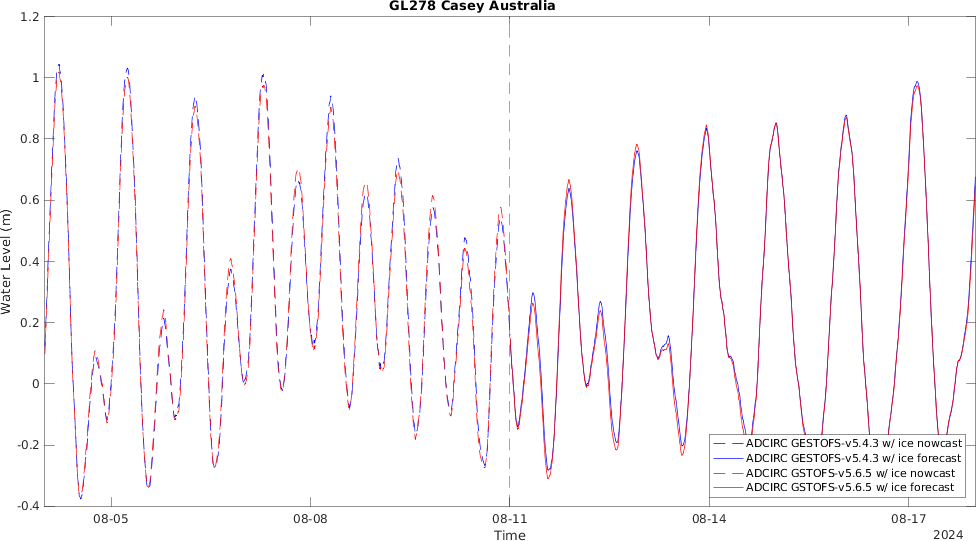 GL278 Casey Australia
1.2
1
0.8
0.6
0.4
0.2
0
-0.2
-0.4
Water Level (m)
ADCIRC GESTOFS-v5.4.3 w/ ice nowcast
ADCIRC GESTOFS-v5.4.3 w/ ice forecast
ADCIRC GSTOFS-v5.6.5 w/ ice nowcast
ADCIRC GSTOFS-v5.6.5 w/ ice forecast
08-05 08-08 08-11 08-14 08-17
Time
2024